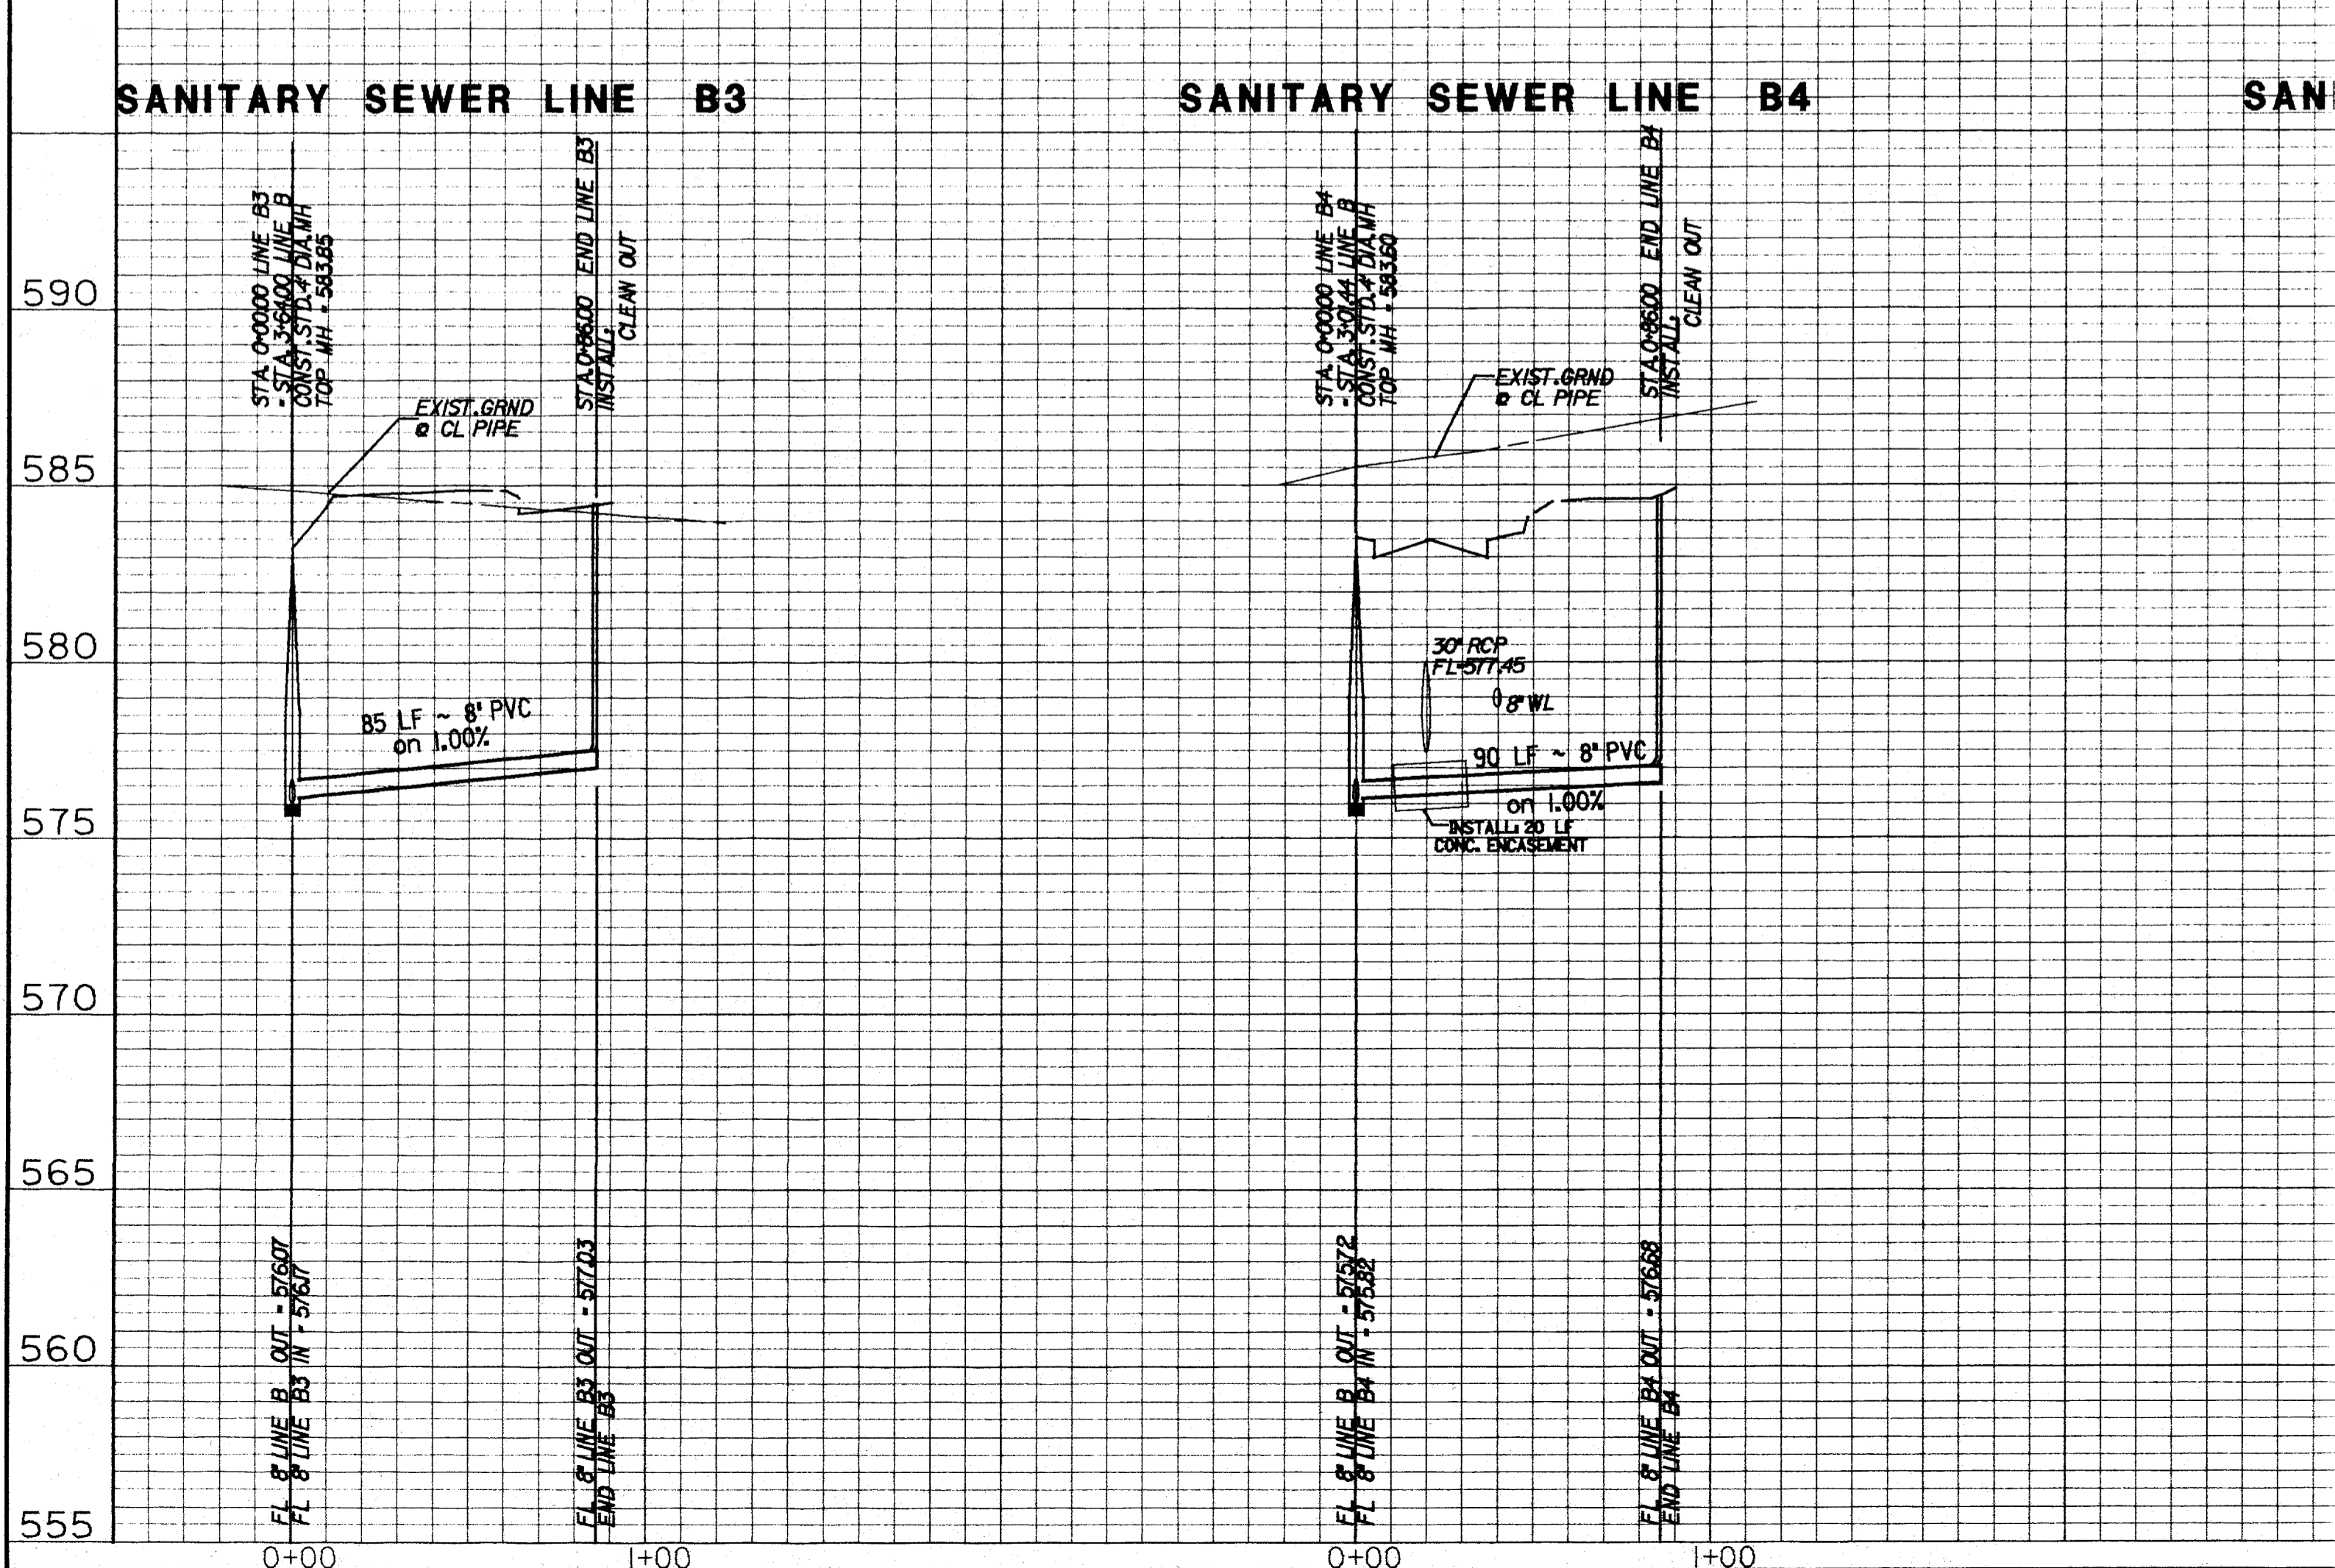 SANITARY SEWER LINE B3
SANITARY SEWER LINE B4
SANI
STA. 0+00.00 LINE B3
= STA. 3+64.00 LINE B
CONST. STD. 4' DIA. MH
TOP MH = 583.85
STA. 0+86.00 END LINE B3
INSTALL:
CLEAN OUT
EXIST. GRND
@ CL PIPE
85 LF ~ 8" PVC
on 1.00%
FL 8" LINE B OUT = 576.07
FL 8" LINE B3 IN = 576.17
FL 8" LINE B3 OUT = 577.03
END LINE B3
STA. 0+00.00 LINE B4
= STA. 3+01.44 LINE B
CONST. STD. 4' DIA. MH
TOP MH = 583.60
STA. 0+86.00 END LINE B4
INSTALL:
CLEAN OUT
EXIST. GRND
@ CL PIPE
30" RCP
FL=577.45
8" WL
90 LF ~ 8" PVC
on 1.00%
INSTALL: 20 LF
CONC. ENCASEMENT
FL 8" LINE B OUT = 575.72
FL 8" LINE B4 IN = 575.82
FL 8" LINE B4 OUT = 576.68
END LINE B4
590
585
580
575
570
565
560
555
0+00
1+00
0+00
1+00